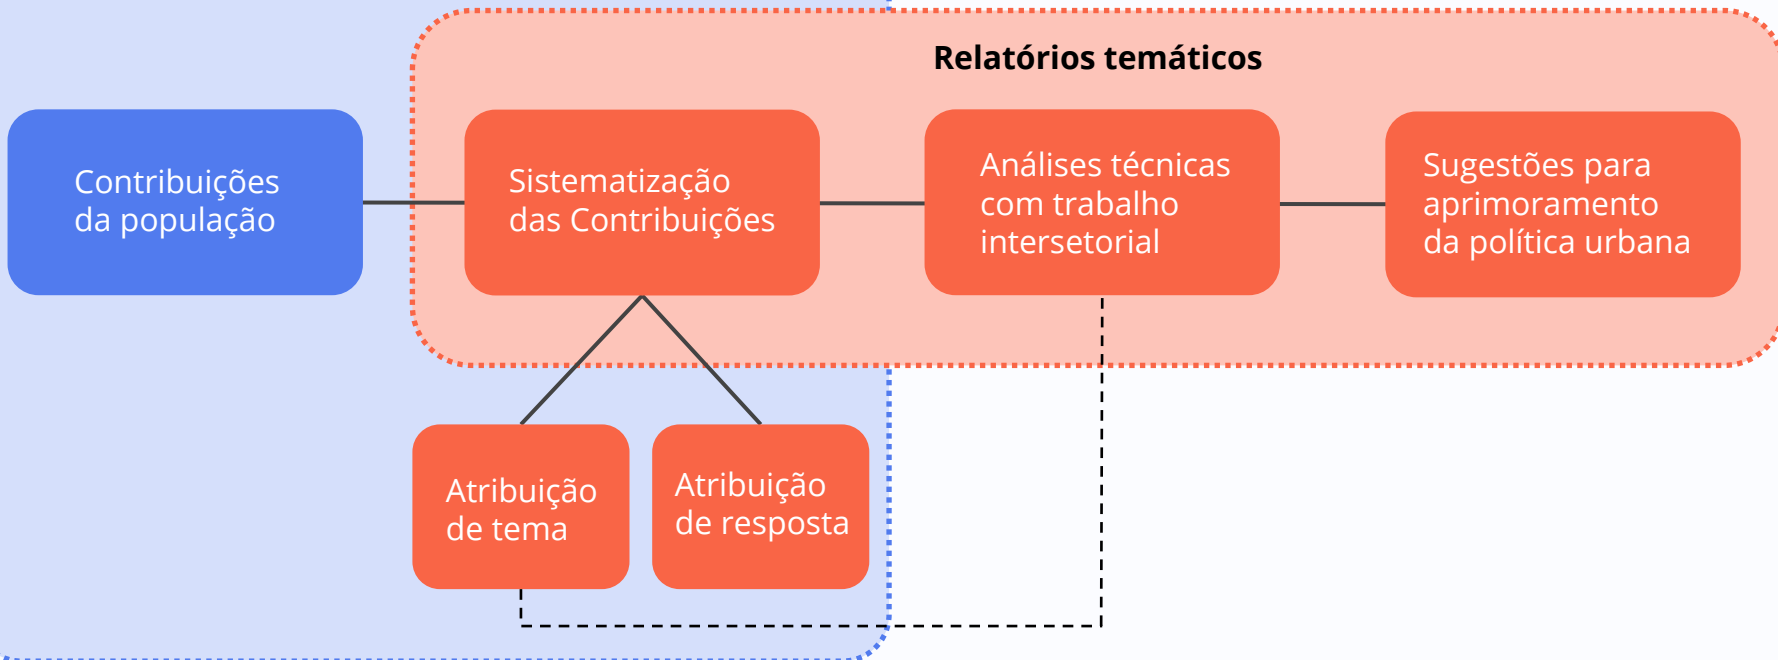 Relatórios temáticos
Contribuições
da população
Sistematização
das Contribuições
Análises técnicas
com trabalho
intersetorial
Sugestões para
aprimoramento
da política urbana
Atribuição
de tema
Atribuição
de resposta